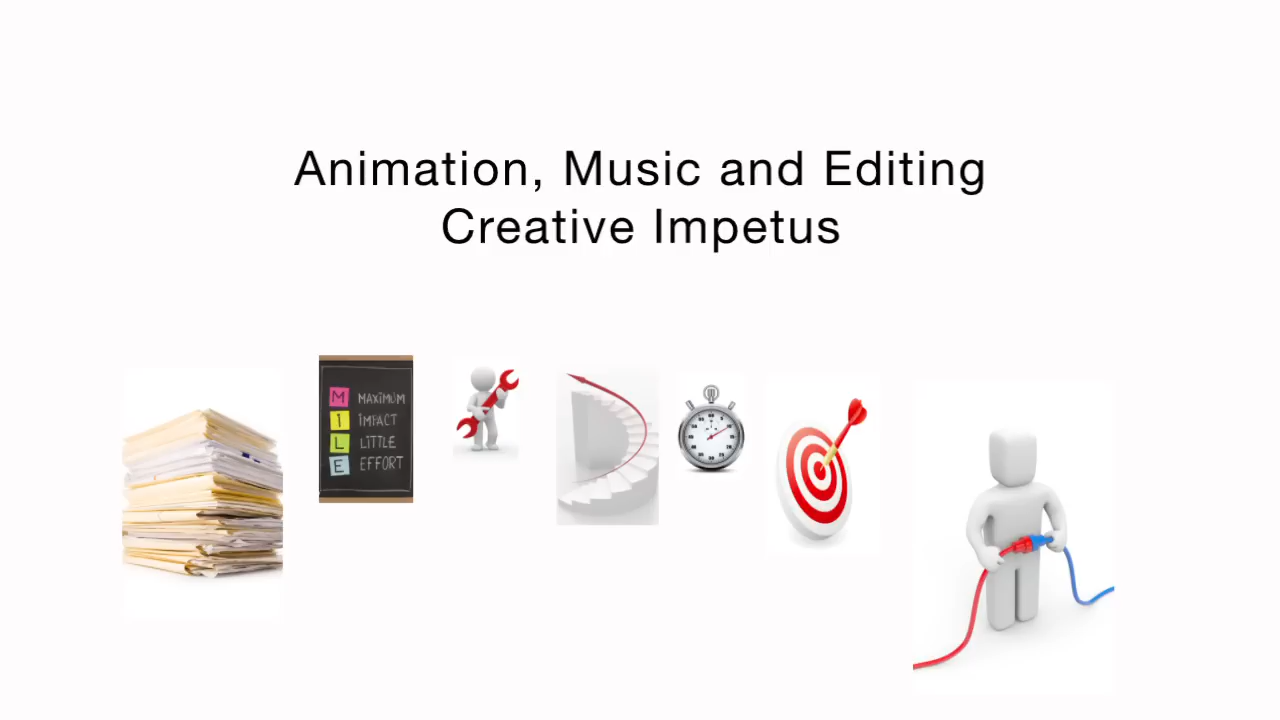 Animation, Music and Editing
Creative Impetus
M MAXIMUM
I IMPACT
L LITTLE
E EFFORT